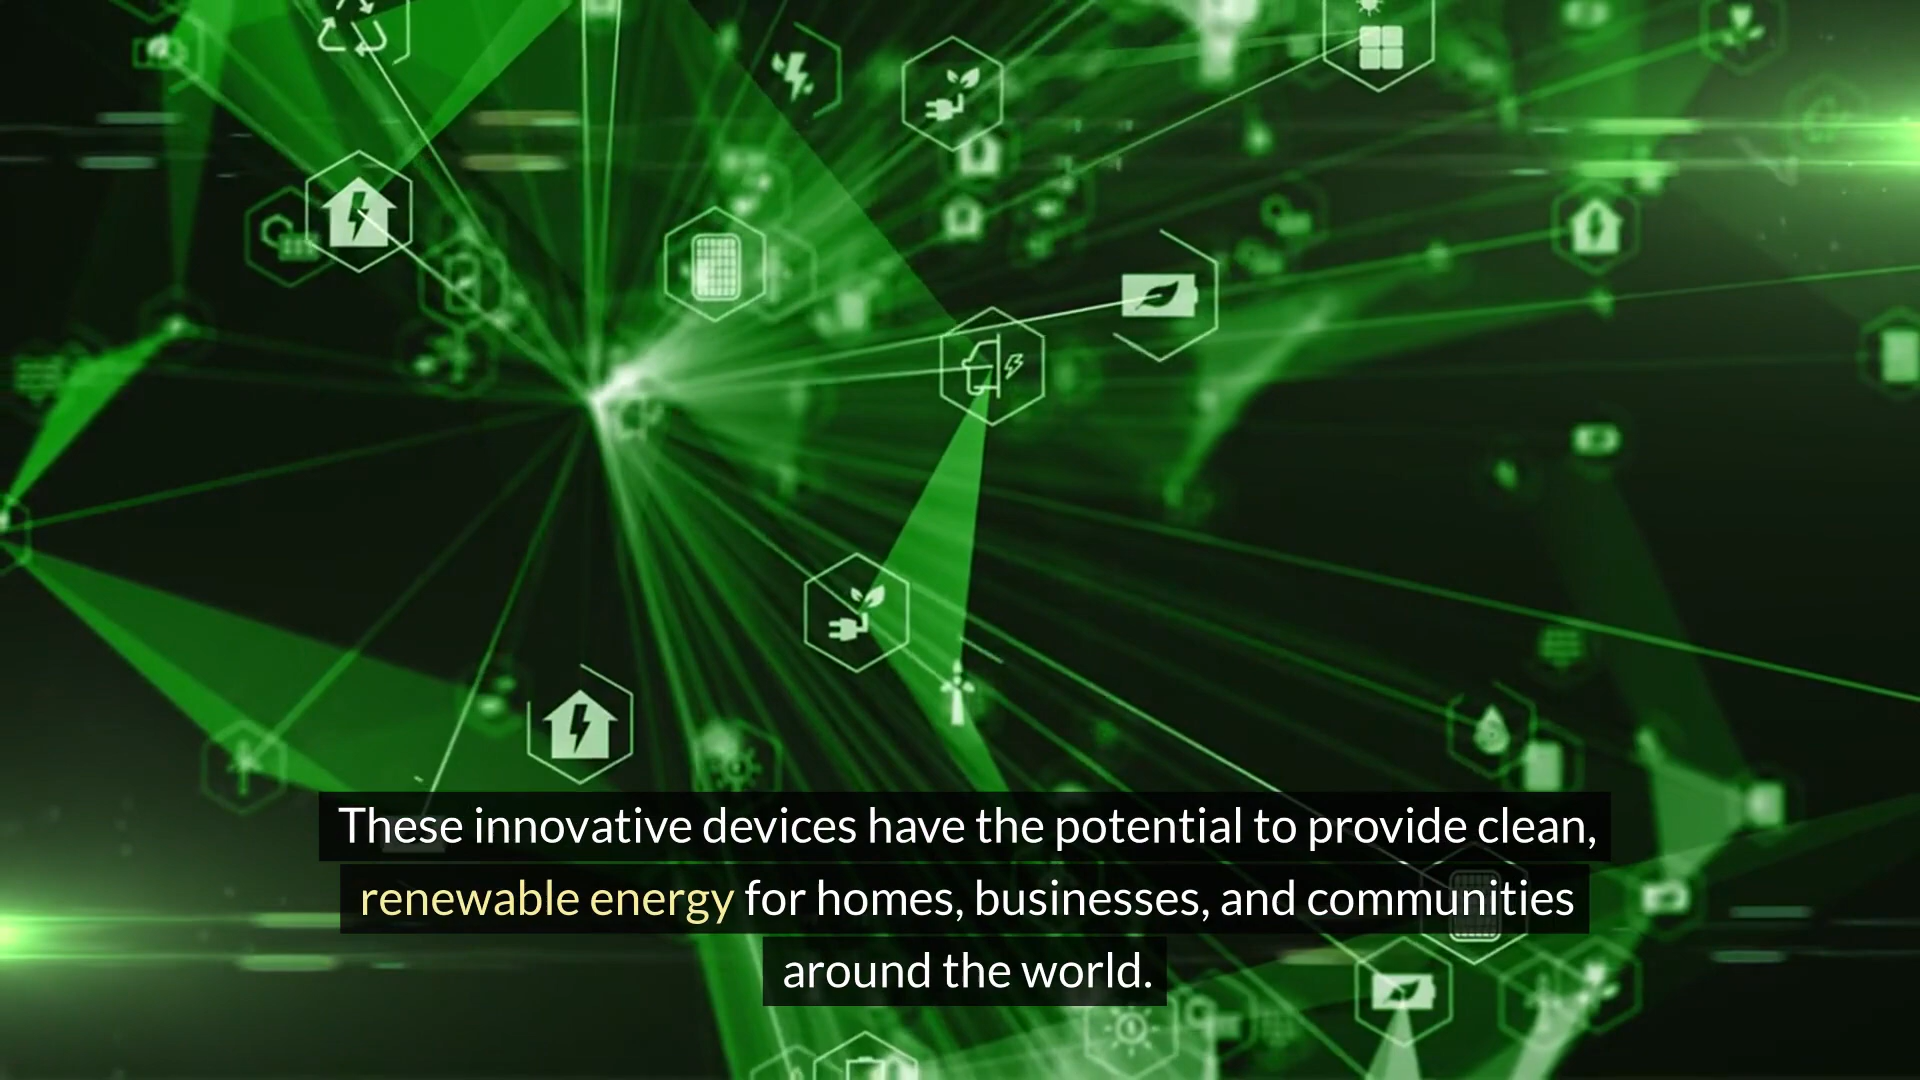 These innovative devices have the potential to provide clean,
renewable energy for homes, businesses, and communities
around the world.